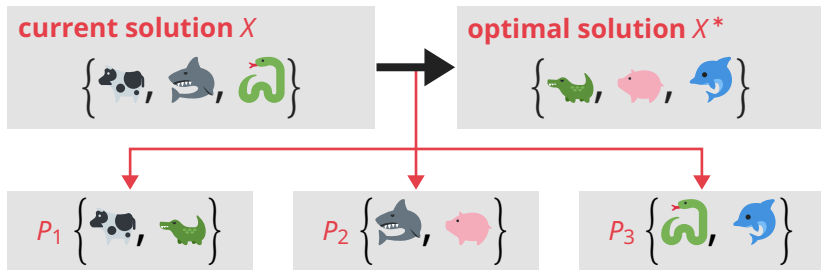 current solution X
optimal solution X*
{ , , }
{ , , }
P1 { , }
P2 { , }
P3 { , }